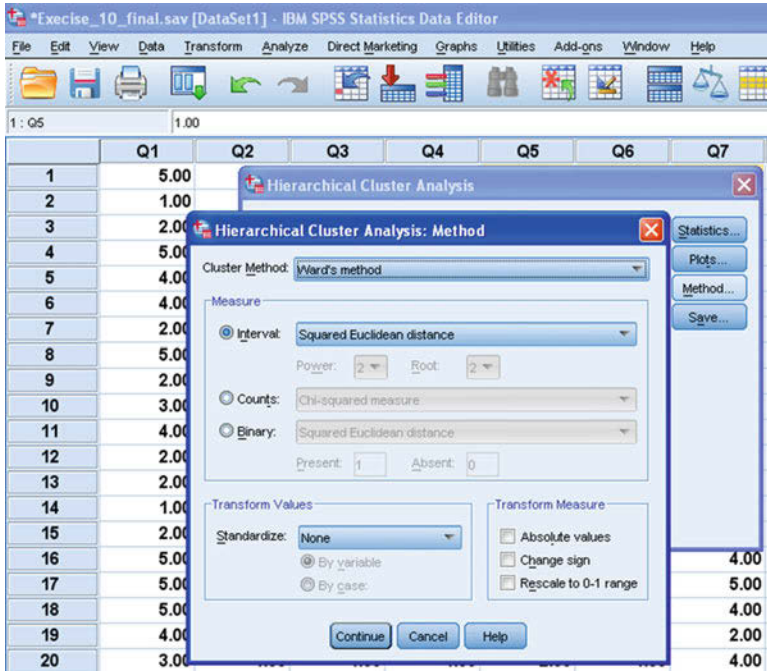 *Execise_10_final.sav [DataSet1] - IBM SPSS Statistics Data Editor
File Edit View Data Transform Analyze Direct Marketing Graphs Utilities Add-ons Window Help
1 : Q5 1.00
Q1 Q2 Q3 Q4 Q5 Q6 Q7
Hierarchical Cluster Analysis
Hierarchical Cluster Analysis: Method
Cluster Method: Ward's method
Measure
Interval: Squared Euclidean distance
Power: 2 Root: 2
Counts: Chi-squared measure
Binary: Squared Euclidean distance
Present: 1 Absent: 0
Transform Values
Standardize: None
By variable
By case:
Transform Measure
Absolute values
Change sign
Rescale to 0-1 range
Continue Cancel Help
Statistics...
Plots...
Method...
Save...
1 5.00
2 1.00
3 2.00
4 5.00
5 4.00
6 4.00
7 2.00
8 5.00
9 2.00
10 3.00
11 4.00
12 2.00
13 2.00
14 1.00
15 2.00
16 5.00 4.00
17 5.00 5.00
18 5.00 4.00
19 4.00 2.00
20 3.00 4.00